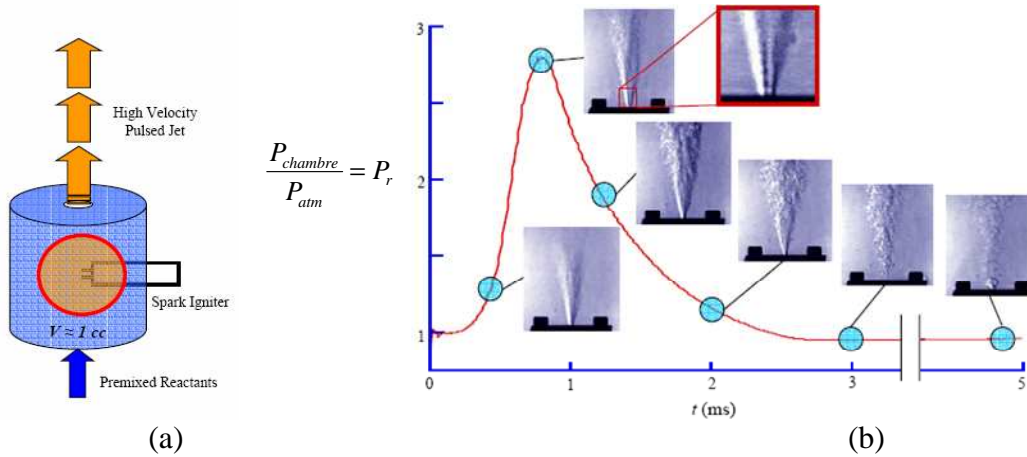 High Velocity
Pulsed Jet
Spark Igniter
V ≈ 1 cc
Premixed Reactants
(a)
P_chambre / P_atm = P_r
3
2
1
0
1
2
3
5
t (ms)
(b)